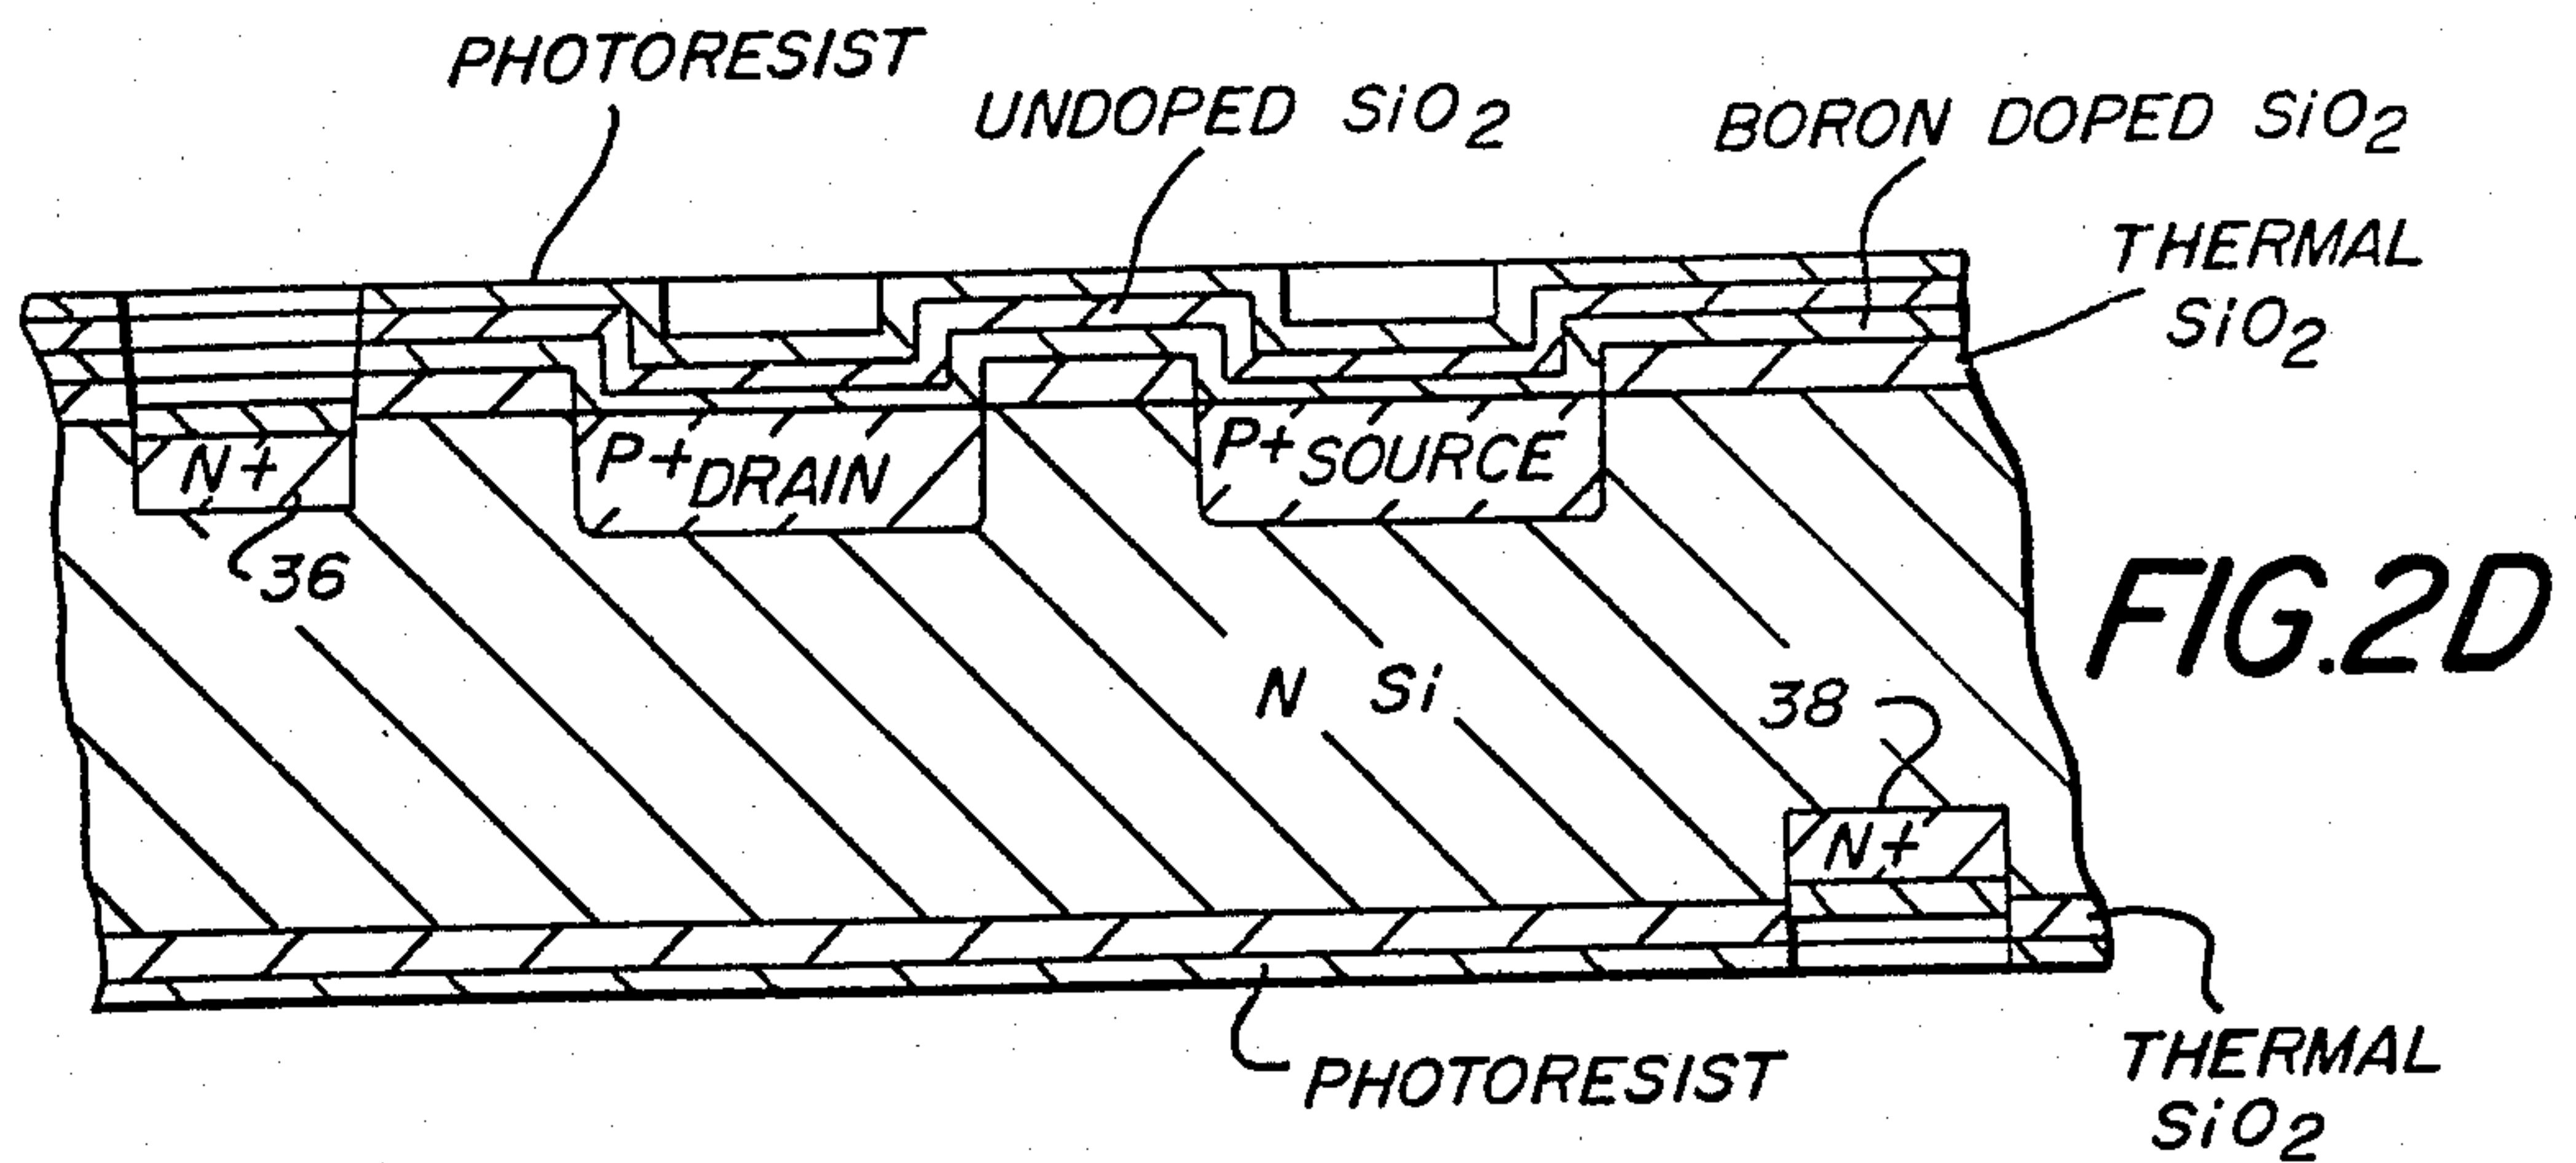 PHOTORESIST
UNDOPED SiO2
BORON DOPED SiO2
THERMAL
SiO2
N+
P+ DRAIN
P+ SOURCE
36
FIG.2D
N Si
38
N+
PHOTORESIST
THERMAL
SiO2